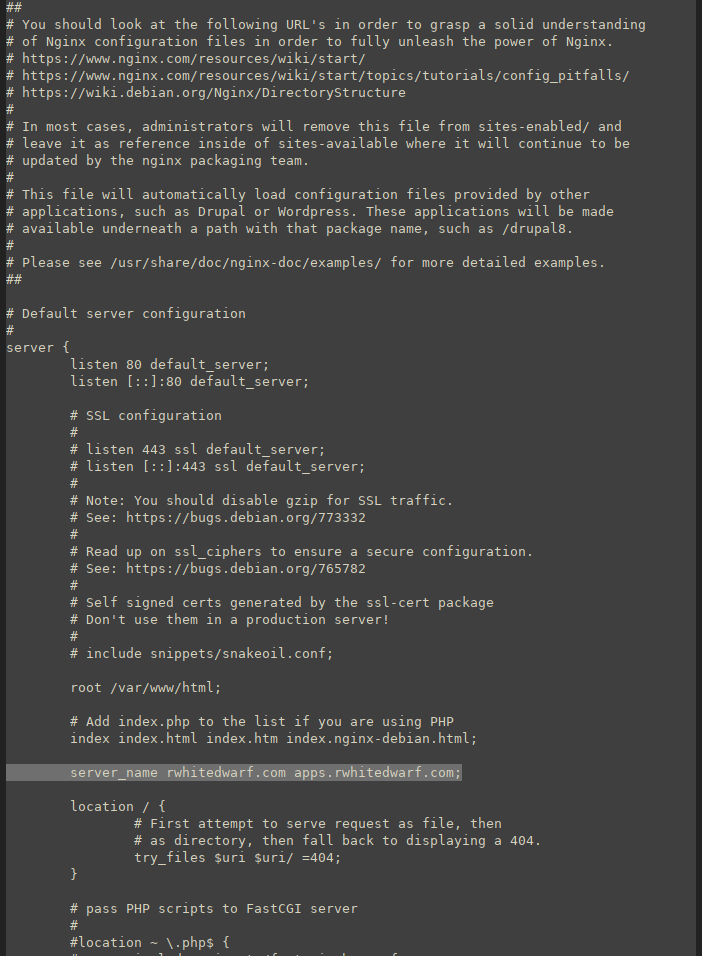 ##
# You should look at the following URL's in order to grasp a solid understanding
# of Nginx configuration files in order to fully unleash the power of Nginx.
# https://www.nginx.com/resources/wiki/start/
# https://www.nginx.com/resources/wiki/start/topics/tutorials/config_pitfalls/
# https://wiki.debian.org/Nginx/DirectoryStructure
#
# In most cases, administrators will remove this file from sites-enabled/ and
# leave it as reference inside of sites-available where it will continue to be
# updated by the nginx packaging team.
#
# This file will automatically load configuration files provided by other
# applications, such as Drupal or Wordpress. These applications will be made
# available underneath a path with that package name, such as /drupal8.
#
# Please see /usr/share/doc/nginx-doc/examples/ for more detailed examples.
##

# Default server configuration
#
server {
        listen 80 default_server;
        listen [::]:80 default_server;

        # SSL configuration
        #
        # listen 443 ssl default_server;
        # listen [::]:443 ssl default_server;
        #
        # Note: You should disable gzip for SSL traffic.
        # See: https://bugs.debian.org/773332
        #
        # Read up on ssl_ciphers to ensure a secure configuration.
        # See: https://bugs.debian.org/765782
        #
        # Self signed certs generated by the ssl-cert package
        # Don't use them in a production server!
        #
        # include snippets/snakeoil.conf;

        root /var/www/html;

        # Add index.php to the list if you are using PHP
        index index.html index.htm index.nginx-debian.html;

        server_name rwhitedwarf.com apps.rwhitedwarf.com;

        location / {
                # First attempt to serve request as file, then
                # as directory, then fall back to displaying a 404.
                try_files $uri $uri/ =404;
        }

        # pass PHP scripts to FastCGI server
        #
        #location ~ \.php$ {